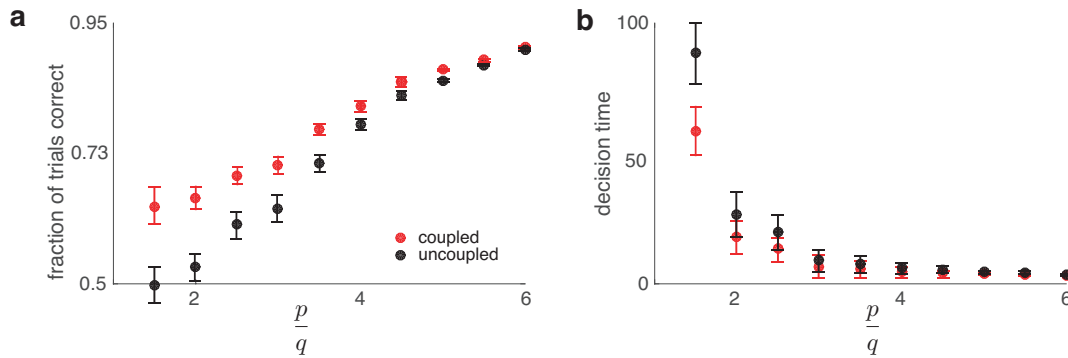 a
fraction of trials correct
0.95
0.73
0.5
2
4
6
p
q
coupled
uncoupled
b
decision time
100
50
0
2
4
6
p
q